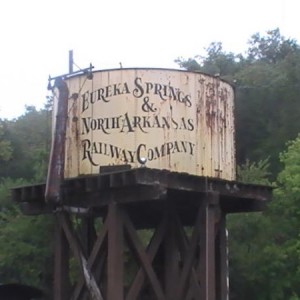 EUREKA SPRINGS
&
NORTH ARKANSAS
RAILWAY COMPANY